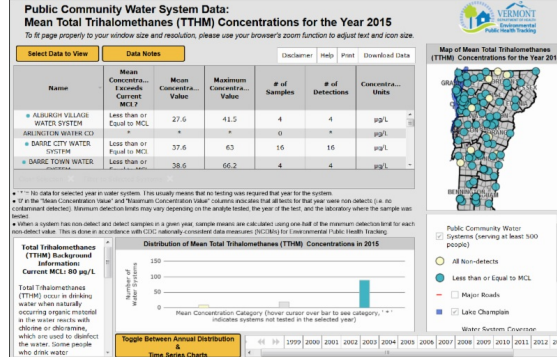 Public Community Water System Data:
Mean Total Trihalomethanes (TTHM) Concentrations for the Year 2015
To fit page properly to your window size and resolution, please use your browser's zoom function to adjust text and icon size.
VERMONT
DEPARTMENT OF HEALTH
Environmental
Public Health Tracking
Select Data to View
Data Notes
Disclaimer Help Print Download Data
Name
Mean Concentra... Exceeds Current MCL?
Mean Concentra... Value
Maximum Concentra... Value
# of Samples
# of Detections
Concentra... Units
ALBURGH VILLAGE WATER SYSTEM Less than or Equal to MCL 27.6 41.5 4 4 µg/L
ARLINGTON WATER CO * * * 0 * µg/L
BARRE CITY WATER SYSTEM Less than or Equal to MCL 37.6 63 16 16 µg/L
BARRE TOWN WATER Less than or 38.6 66.2 4 4 µg/L
● '*' = No data for selected year in water system. This usually means that no testing was required that year for the system.
● '0' in the "Mean Concentration Value" and "Maximum Concentration Value" columns indicates that all tests for that year were non detects (i.e. no
contaminant detected). Minimum detection limits may vary depending on the analyte tested, the year of the test, and the laboratory where the sample was
tested.
● When a system has non-detect and detect samples in a given year, sample means are calculated using one-half of the minimum detection limit for each
non-detect value. This is done in accordance with CDC nationally-consistent data measures (NCDMs) for Environmental Public Health Tracking.
Total Trihalomethanes
(TTHM) Background
Information:
Current MCL: 80 µg/L
Total Trihalomethanes
(TTHM) occur in drinking
water when naturally
occurring organic material
in the water reacts with
chlorine or chloramine,
which are used to disinfect
the water. Some people
who drink water
Distribution of Mean Total Trihalomethanes (TTHM) Concentrations in 2015
Number of Water Systems
150
100
50
0
Mean Concentration Catagory (hover cursor over bar to see category, '*'
indicates systems not tested in the selected year)
Toggle Between Annual Distribution
&
Time Series Charts
1999 2000 2001 2002 2003 2004 2005 2006 2007 2008 2009 2010 2011 2012
Map of Mean Total Trihalomethanes
(TTHM) Concentrations for the Year 201
Public Community Water
Systems (serving at least 500
people)
All Non-detects
Less than or Equal to MCL
Major Roads
Lake Champlain
Water System Coverage